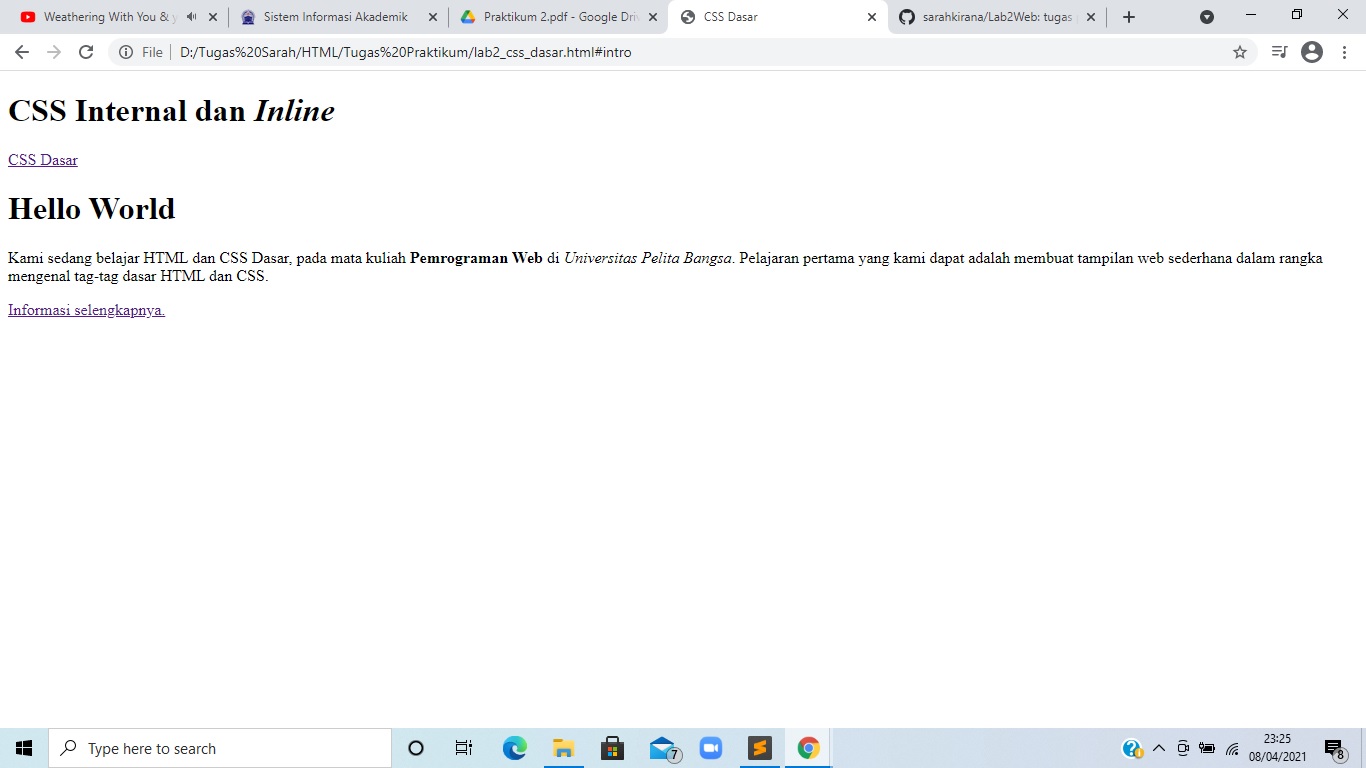 Weathering With You & y
Sistem Informasi Akademik
Praktikum 2.pdf - Google Driv
CSS Dasar
sarahkirana/Lab2Web: tugas
File
D:/Tugas%20Sarah/HTML/Tugas%20Praktikum/lab2_css_dasar.html#intro
CSS Internal dan Inline
CSS Dasar
Hello World
Kami sedang belajar HTML dan CSS Dasar, pada mata kuliah Pemrograman Web di Universitas Pelita Bangsa. Pelajaran pertama yang kami dapat adalah membuat tampilan web sederhana dalam rangka
mengenal tag-tag dasar HTML dan CSS.
Informasi selengkapnya.
Type here to search
7
23:25
08/04/2021
8